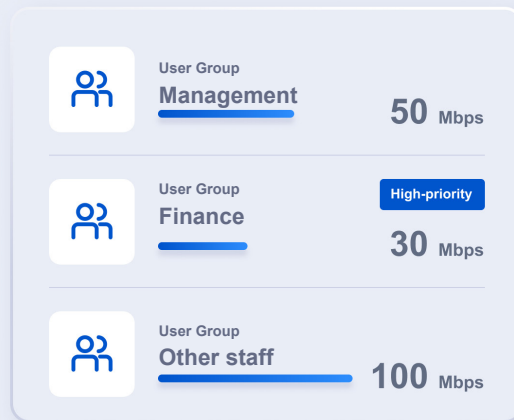 User Group
Management
50 Mbps
User Group
High-priority
Finance
30 Mbps
User Group
Other staff
100 Mbps